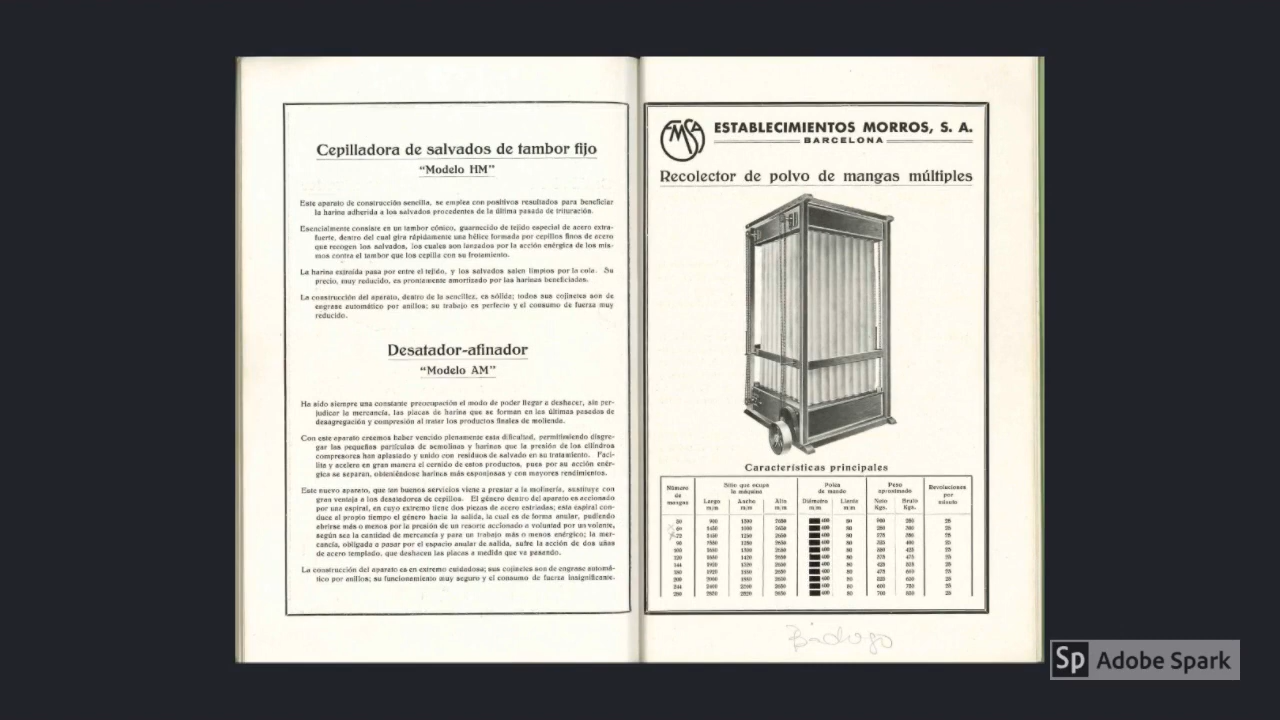 Cepilladora de salvados de tambor fijo
“Modelo HM”
Este aparato de construcción sencilla, se emplea con positivos resultados para beneficiar
la harina adherida a los salvados procedentes de la última pasada de trituración.
Esencialmente consiste en un tambor cónico, guarnecido de tejido especial de acero extra-
fuerte, dentro del cual gira rápidamente una hélice formada por cepillos finos de acero
que recogen los salvados, los cuales son lanzados por la acción enérgica de los mis-
mos contra el tambor que los cepilla con su frotamiento.
La harina extraída pasa por entre el tejido, y los salvados salen limpios por la cola. Su
precio, muy reducido, es prontamente amortizado por las harinas beneficiadas.
La construcción del aparato, dentro de la sencillez, es sólida; todos sus cojinetes son de
engrase automático por anillos; su trabajo es perfecto y el consumo de fuerza muy
reducido.
Desatador-afinador
“Modelo AM”
Ha sido siempre una constante preocupación el modo de poder llegar a deshacer, sin per-
judicar la mercancía, las placas de harina que se forman en las últimas pasadas de
desagregación y compresión al tratar los productos finales de molienda.
Con este aparato creemos haber vencido plenamente esta dificultad, permitiendo disgre-
gar las pequeñas partículas de semolinas y harinas que la presión de los cilindros
compresores han aplastado y unido con residuos de salvado en su tratamiento. Faci-
lita y acelera en gran manera el cernido de estos productos, pues por su acción enér-
gica se separan, obteniéndose harinas más esponjosas y con mayores rendimientos.
Este nuevo aparato, que tan buenos servicios viene a prestar a la molinería, sustituye con
gran ventaja a los desatadores de cepillos. El género dentro del aparato es accionado
por una espiral, en cuyo extremo tiene dos piezas de acero estriadas; esta espiral con-
duce al propio tiempo el género hacia la salida, la cual es de forma anular, pudiendo
abrirse más o menos por la presión de un resorte accionado a voluntad por un volante,
según sea la cantidad de mercancía y para un trabajo más o menos enérgico; la mer-
cancía, obligada a pasar por el espacio anular de salida, sufre la acción de dos uñas
de acero templado, que deshacen las placas a medida que va pasando.
La construcción del aparato es en extremo cuidadosa; sus cojinetes son de engrase automá-
tico por anillos; su funcionamiento muy seguro y el consumo de fuerza insignificante.
EMSA
ESTABLECIMIENTOS MORROS, S. A.
BARCELONA
Recolector de polvo de mangas múltiples
Características principales
Número de mangas
Sitio que ocupa la máquina
Polea de mando
Peso aproximado
Revoluciones por minuto
Largo m/m Ancho m/m Alto m/m Diámetro m/m Llanta m/m Neto Kgs. Bruto Kgs.
Sp Adobe Spark